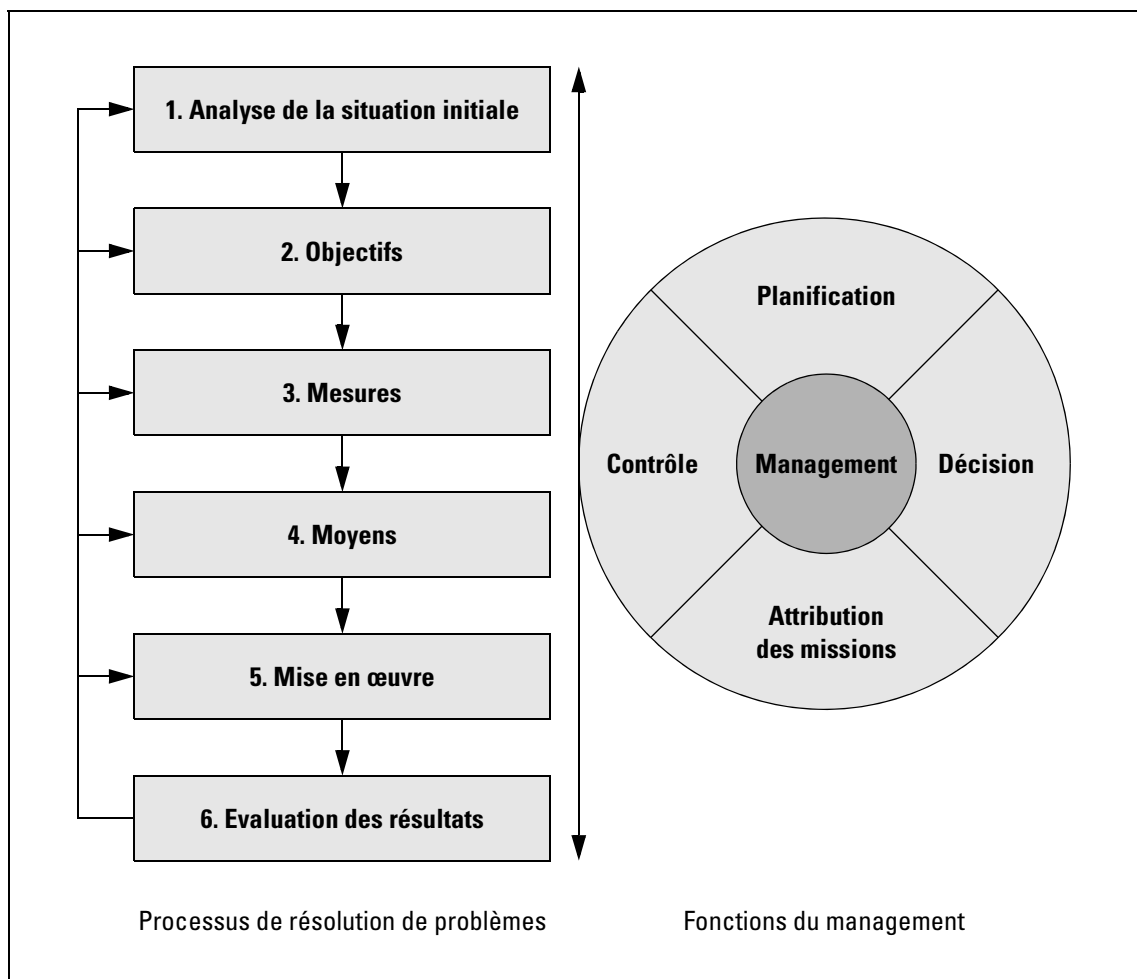 1. Analyse de la situation initiale
2. Objectifs
3. Mesures
4. Moyens
5. Mise en œuvre
6. Evaluation des résultats
Planification
Contrôle
Management
Décision
Attribution
des missions
Processus de résolution de problèmes
Fonctions du management